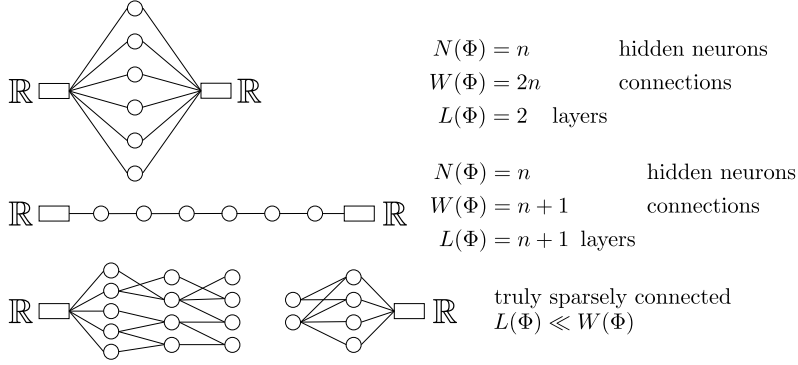 ℝ ℝ
N(Φ) = n hidden neurons
W(Φ) = 2n connections
L(Φ) = 2 layers
ℝ ℝ
N(Φ) = n hidden neurons
W(Φ) = n + 1 connections
L(Φ) = n + 1 layers
ℝ ℝ
truly sparsely connected
L(Φ) ≪ W(Φ)